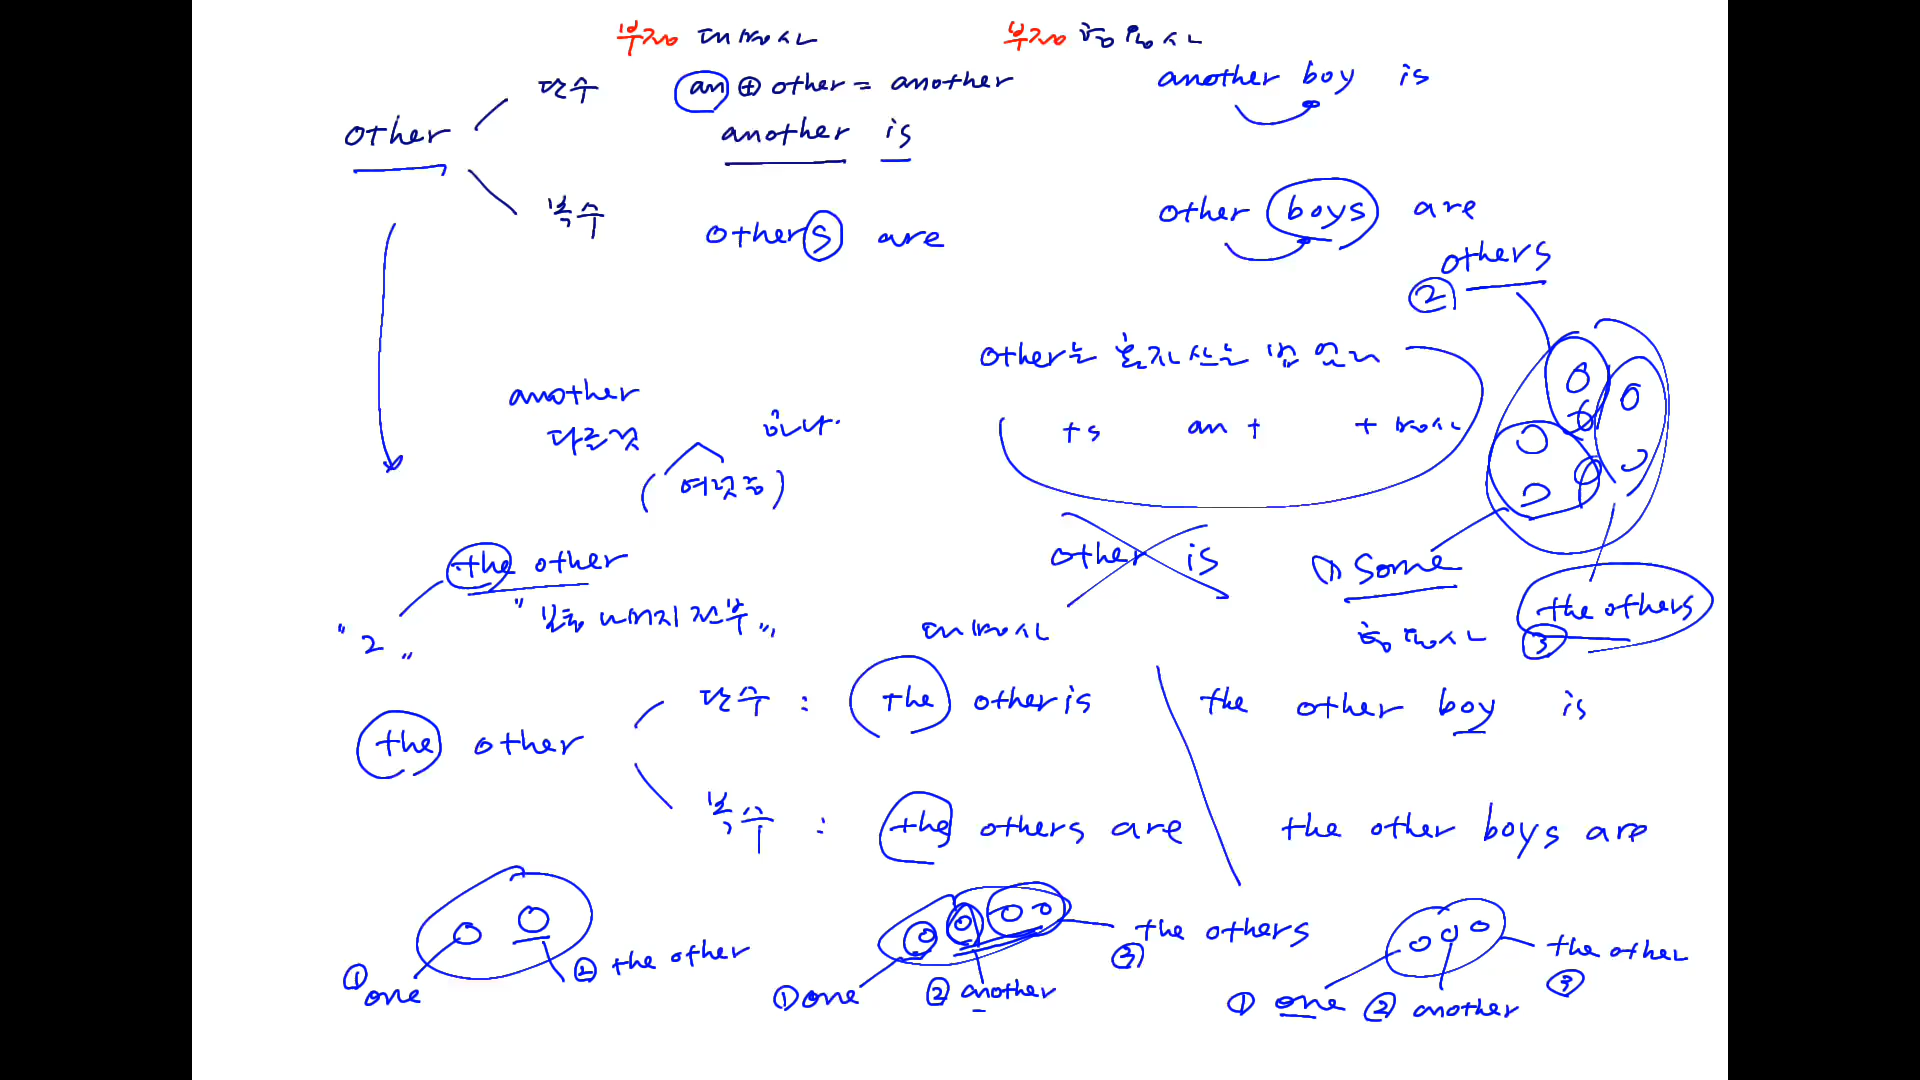 부정 대명사 부정 형용사
단수 an + other = another another boy is
other another is
복수 others are other boys are
others
②
other는 혼자 쓰는 법 없다
another
다른 것 하나.
+s an + + 명사
(여럿중)
the other other is ① Some the others
"2" "일종 나머지 전부" 대명사 형용사 ③
단수 : the other is the other boy is
the other
복수 : the others are the other boys are
① one ② the other
① one ② another ③ the others
① one ② another ③ the other